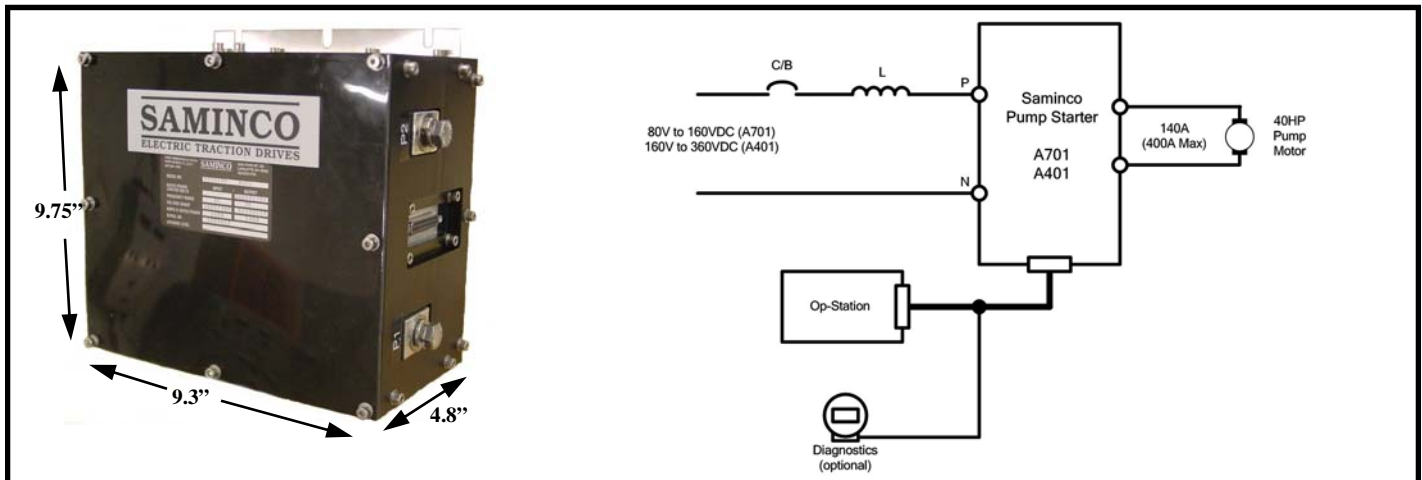 SAMINCO
ELECTRIC TRACTION DRIVES
SAMINCO
P2
P1
9.75”
9.3”
4.8”
C/B
L
P
80V to 160VDC (A701)
160V to 360VDC (A401)
N
Saminco
Pump Starter
A701
A401
140A
(400A Max)
40HP
Pump
Motor
Op-Station
Diagnostics
(optional)